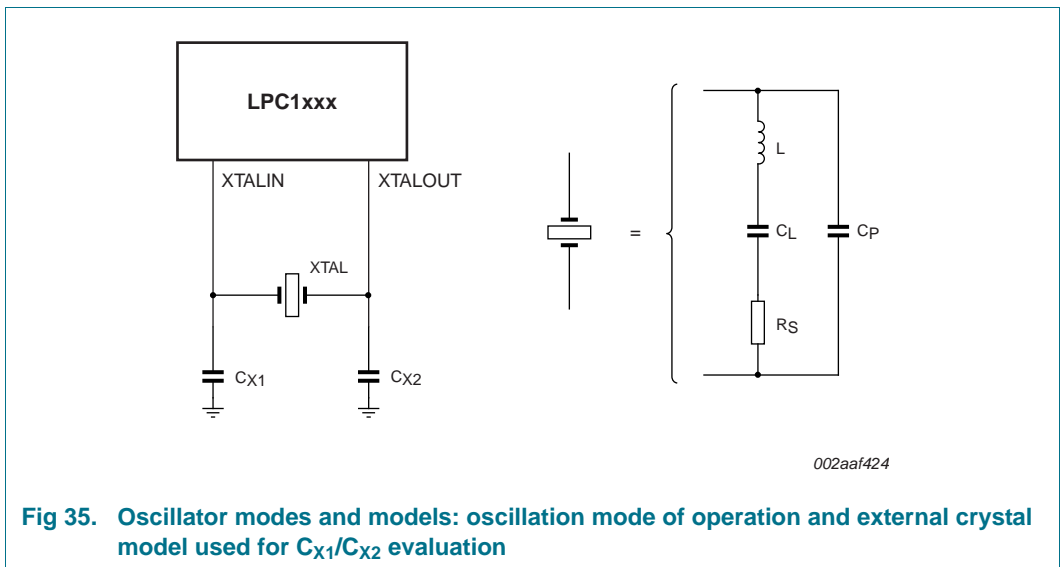 LPC1xxx
XTALIN
XTALOUT
XTAL
CX1
CX2
=
L
CL
CP
RS
002aaf424
Fig 35. Oscillator modes and models: oscillation mode of operation and external crystal
model used for CX1/CX2 evaluation